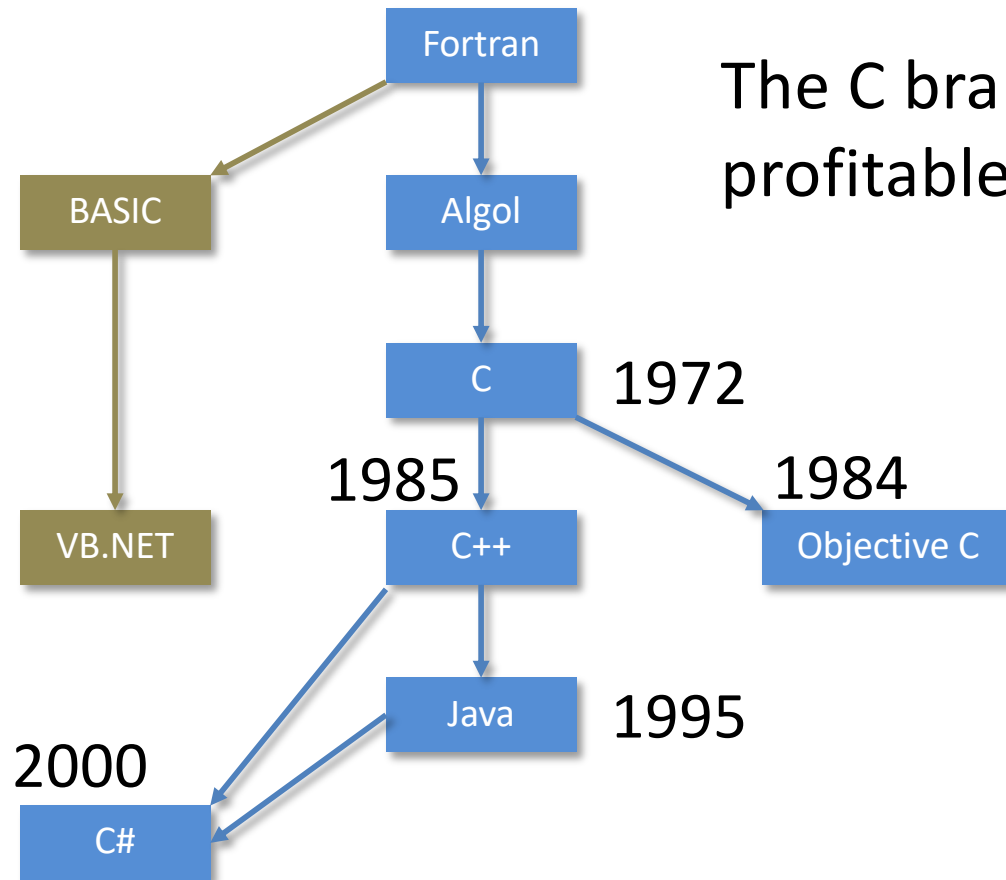 Fortran
The C bra
profitable
BASIC
Algol
C
1972
1985
1984
VB.NET
C++
Objective C
Java
1995
2000
C#